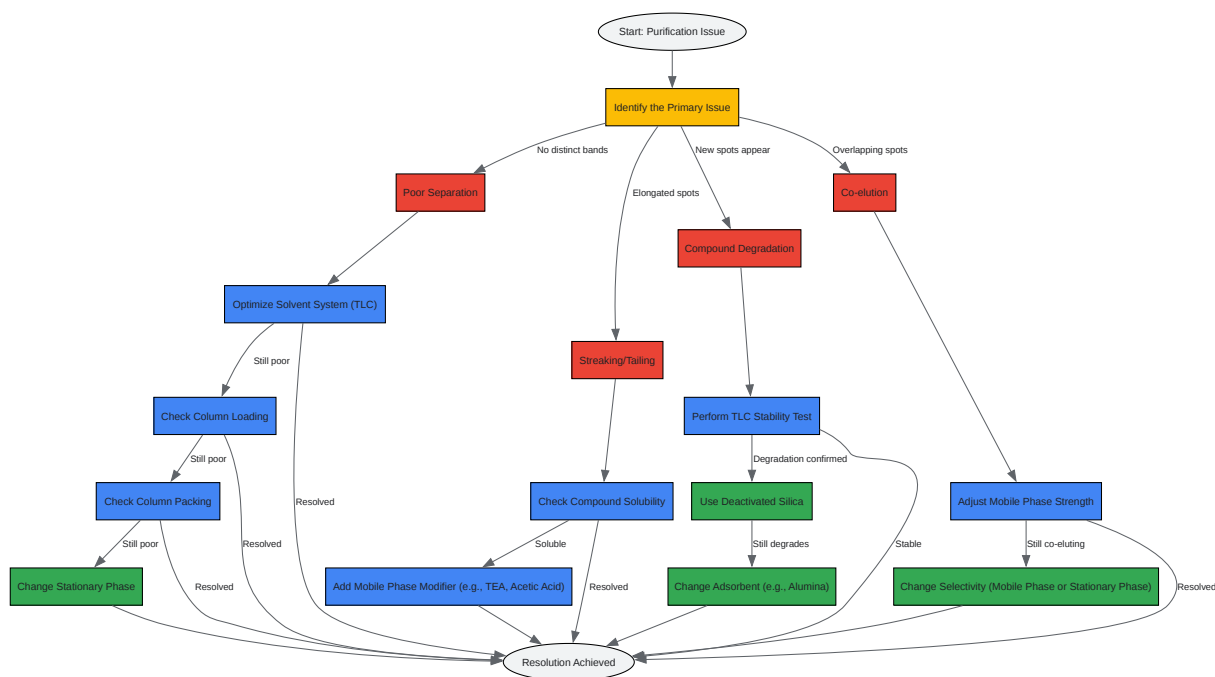 Start: Purification Issue
Identify the Primary Issue
No distinct bands
New spots appear
Overlapping spots
Poor Separation
Elongated spots
Co-elution
Compound Degradation
Optimize Solvent System (TLC)
Still poor
Streaking/Tailing
Check Column Loading
Perform TLC Stability Test
Still poor
Degradation confirmed
Check Column Packing
Resolved
Check Compound Solubility
Use Deactivated Silica
Adjust Mobile Phase Strength
Still poor
Resolved
Soluble
Still degrades
Stable
Still co-eluting
Change Stationary Phase
Resolved
Add Mobile Phase Modifier (e.g., TEA, Acetic Acid)
Resolved
Change Adsorbent (e.g., Alumina)
Change Selectivity (Mobile Phase or Stationary Phase)
Resolved
Resolution Achieved